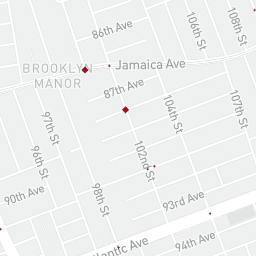 86th Ave
106th St
108th St
BROOKLYN
MANOR
Jamaica Ave
87th Ave
104th St
107th St
97th St
96th St
102nd St
98th St
90th Ave
93rd Ave
94th Ave